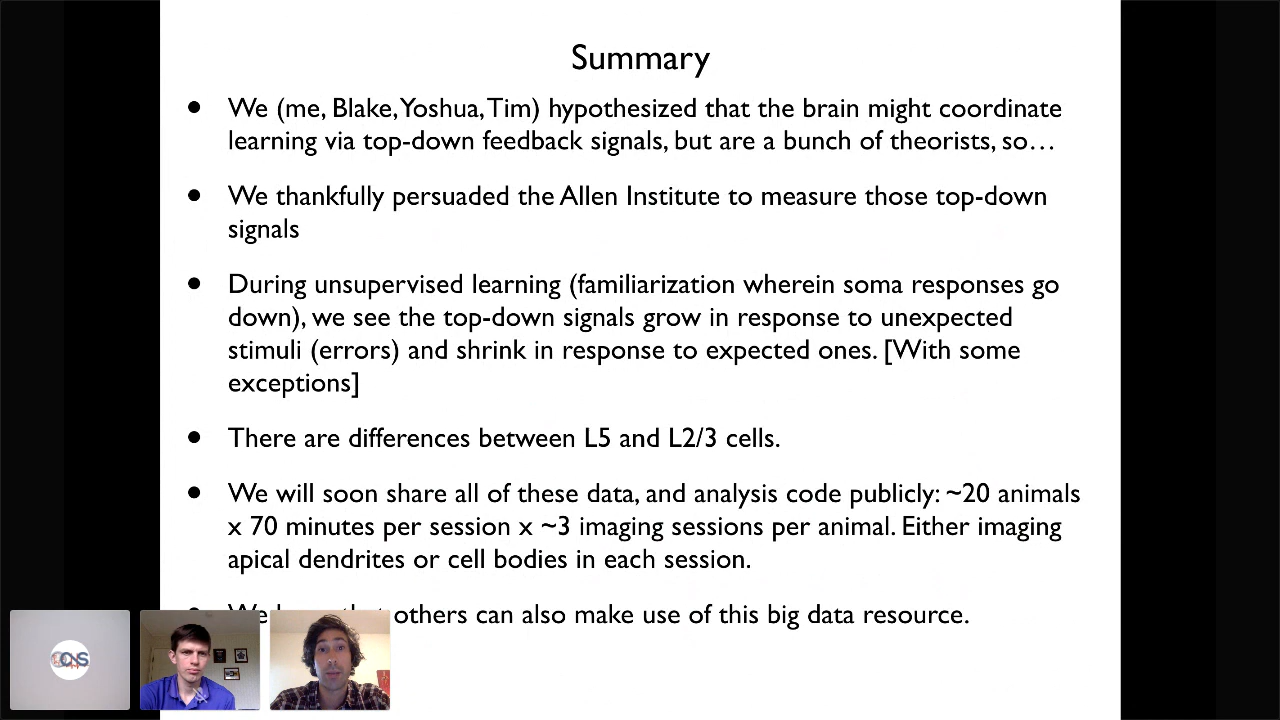 Summary
• We (me, Blake, Yoshua, Tim) hypothesized that the brain might coordinate
learning via top-down feedback signals, but are a bunch of theorists, so…
• We thankfully persuaded the Allen Institute to measure those top-down
signals
• During unsupervised learning (familiarization wherein soma responses go
down), we see the top-down signals grow in response to unexpected
stimuli (errors) and shrink in response to expected ones. [With some
exceptions]
• There are differences between L5 and L2/3 cells.
• We will soon share all of these data, and analysis code publicly: ~20 animals
x 70 minutes per session x ~3 imaging sessions per animal. Either imaging
apical dendrites or cell bodies in each session.
• We others can also make use of this big data resource.